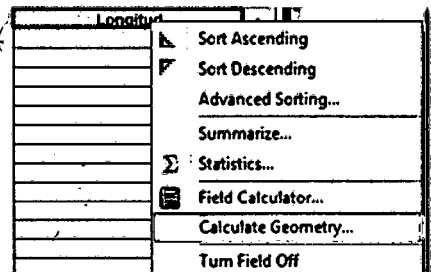 Longitud
Sort Ascending
Sort Descending
Advanced Sorting...
Summarize...
Σ Statistics...
Field Calculator...
Calculate Geometry...
Turn Field Off